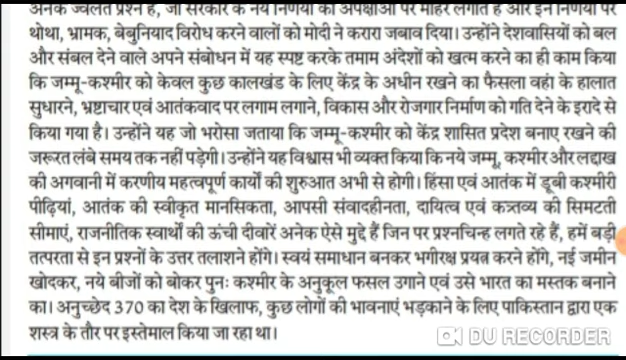 अनेक ज्वलंत प्रश्न हैं, जो सरकार के नये निर्णयों की अपेक्षाओं पर मोहर लगाते हैं और इन निर्णयों पर
थोथा, भ्रामक, बेबुनियाद विरोध करने वालों को मोदी ने करारा जबाव दिया। उन्होंने देशवासियों को बल
और संबल देने वाले अपने संबोधन में यह स्पष्ट करके तमाम अंदेशों को खत्म करने का ही काम किया
कि जम्मू-कश्मीर को केवल कुछ कालखंड के लिए केंद्र के अधीन रखने का फैसला वहां के हालात
सुधारने, भ्रष्टाचार एवं आतंकवाद पर लगाम लगाने, विकास और रोजगार निर्माण को गति देने के इरादे से
किया गया है। उन्होंने यह जो भरोसा जताया कि जम्मू-कश्मीर को केंद्र शासित प्रदेश बनाए रखने की
जरूरत लंबे समय तक नहीं पड़ेगी। उन्होंने यह विश्वास भी व्यक्त किया कि नये जम्मू, कश्मीर और लद्दाख
की अगवानी में करणीय महत्वपूर्ण कार्यों की शुरुआत अभी से होगी। हिंसा एवं आतंक में डूबी कश्मीरी
पीढ़ियां, आतंक की स्वीकृत मानसिकता, आपसी संवादहीनता, दायित्व एवं कत्र्तव्य की सिमटती
सीमाएं, राजनीतिक स्वार्थों की ऊंची दीवारें अनेक ऐसे मुद्दे हैं जिन पर प्रश्नचिन्ह लगते रहे हैं, हमें बड़ी
तत्परता से इन प्रश्नों के उत्तर तलाशने होंगे। स्वयं समाधान बनकर भगीरथ प्रयत्न करने होंगे, नई जमीन
खोदकर, नये बीजों को बोकर पुनः कश्मीर के अनुकूल फसल उगाने एवं उसे भारत का मस्तक बनाने
का। अनुच्छेद 370 का देश के खिलाफ, कुछ लोगों की भावनाएं भड़काने के लिए पाकिस्तान द्वारा एक
शस्त्र के तौर पर इस्तेमाल किया जा रहा था।
DU RECORDER